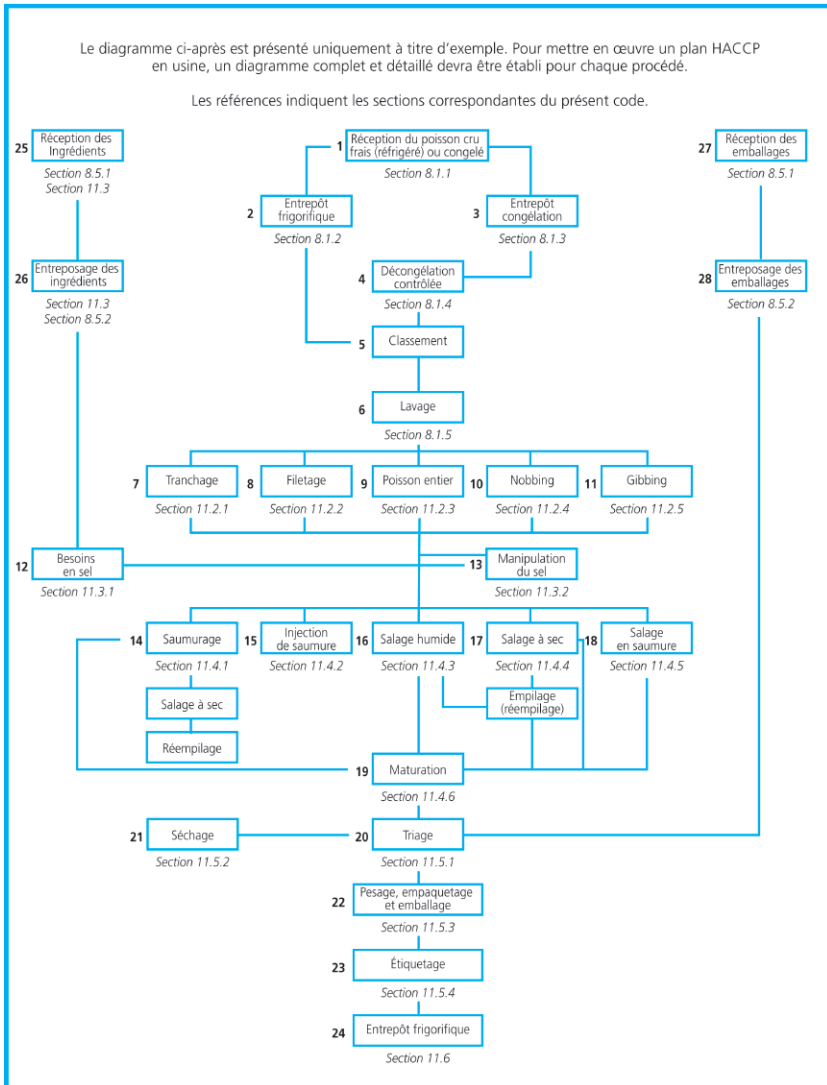 Le diagramme ci-après est présenté uniquement à titre d'exemple. Pour mettre en œuvre un plan HACCP
en usine, un diagramme complet et détaillé devra être établi pour chaque procédé.
Les références indiquent les sections correspondantes du présent code.
25
Réception des
Ingrédients
Section 8.5.1
Section 11.3
1
Réception du poisson cru
frais (réfrigéré) ou congelé
Section 8.1.1
27
Réception des
emballages
Section 8.5.1
2
Entrepôt
frigorifique
Section 8.1.2
3
Entrepôt
congélation
Section 8.1.3
26
Entreposage des
ingrédients
Section 11.3
Section 8.5.2
4
Décongélation
contrôlée
Section 8.1.4
28
Entreposage des
emballages
Section 8.5.2
5
Classement
6
Lavage
Section 8.1.5
7
Tranchage
Section 11.2.1
8
Filetage
Section 11.2.2
9
Poisson entier
Section 11.2.3
10
Nobbing
Section 11.2.4
11
Gibbing
Section 11.2.5
12
Besoins
en sel
Section 11.3.1
13
Manipulation
du sel
Section 11.3.2
14
Saumurage
Section 11.4.1
15
Injection
de saumure
Section 11.4.2
16
Salage humide
Section 11.4.3
17
Salage à sec
Section 11.4.4
18
Salage
en saumure
Section 11.4.5
Salage à sec
Empilage
(réempilage)
Réempilage
19
Maturation
Section 11.4.6
21
Séchage
Section 11.5.2
20
Triage
Section 11.5.1
22
Pesage, empaquetage
et emballage
Section 11.5.3
23
Étiquetage
Section 11.5.4
24
Entrepôt frigorifique
Section 11.6